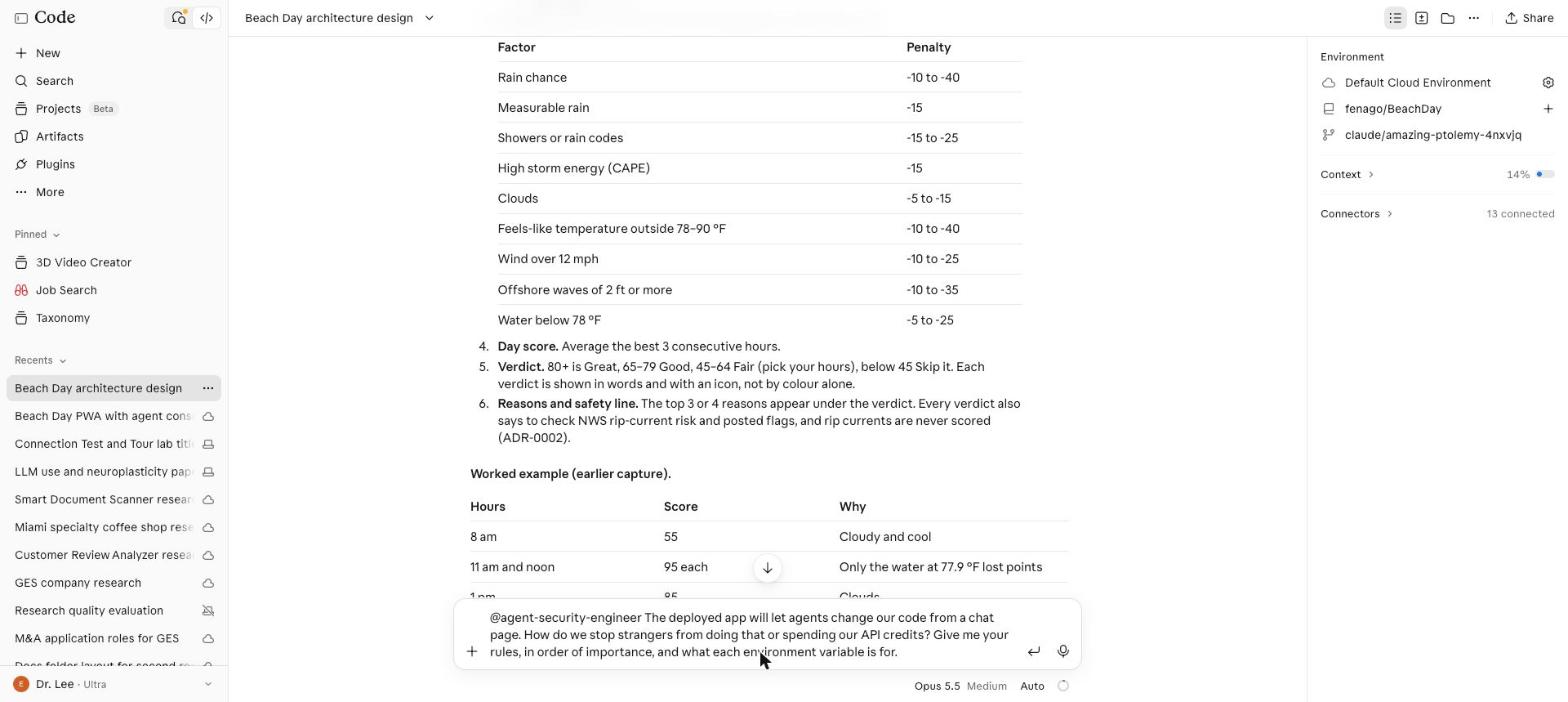 Code
Beach Day architecture design
Share
New
Search
Projects Beta
Artifacts
Plugins
More
Pinned
3D Video Creator
Job Search
Taxonomy
Recents
Beach Day architecture design
Beach Day PWA with agent cons
Connection Test and Tour lab titl
LLM use and neuroplasticity pap
Smart Document Scanner resear
Miami specialty coffee shop rese
Customer Review Analyzer resea
GES company research
Research quality evaluation
M&A application roles for GES
Docs folder layout for second r
E Dr. Lee · Ultra
Factor Penalty
Rain chance -10 to -40
Measurable rain -15
Showers or rain codes -15 to -25
High storm energy (CAPE) -15
Clouds -5 to -15
Feels-like temperature outside 78–90 °F -10 to -40
Wind over 12 mph -10 to -25
Offshore waves of 2 ft or more -10 to -35
Water below 78 °F -5 to -25
4. Day score. Average the best 3 consecutive hours.
5. Verdict. 80+ is Great, 65–79 Good, 45–64 Fair (pick your hours), below 45 Skip it. Each
verdict is shown in words and with an icon, not by colour alone.
6. Reasons and safety line. The top 3 or 4 reasons appear under the verdict. Every verdict also
says to check NWS rip-current risk and posted flags, and rip currents are never scored
(ADR-0002).
Worked example (earlier capture).
Hours Score Why
8 am 55 Cloudy and cool
11 am and noon 95 each Only the water at 77.9 °F lost points
1 pm 85 Clouds
@agent-security-engineer The deployed app will let agents change our code from a chat
page. How do we stop strangers from doing that or spending our API credits? Give me your
rules, in order of importance, and what each environment variable is for.
Opus 5.5 Medium Auto
Environment
Default Cloud Environment
fenago/BeachDay
claude/amazing-ptolemy-4nxvjq
Context 14%
Connectors 13 connected